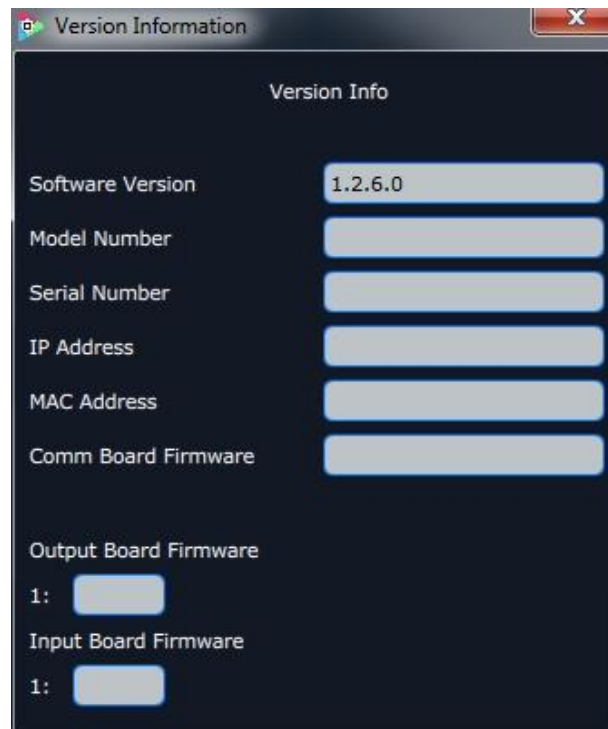 Version Information
Version Info
Software Version 1.2.6.0
Model Number
Serial Number
IP Address
MAC Address
Comm Board Firmware
Output Board Firmware
1:
Input Board Firmware
1: